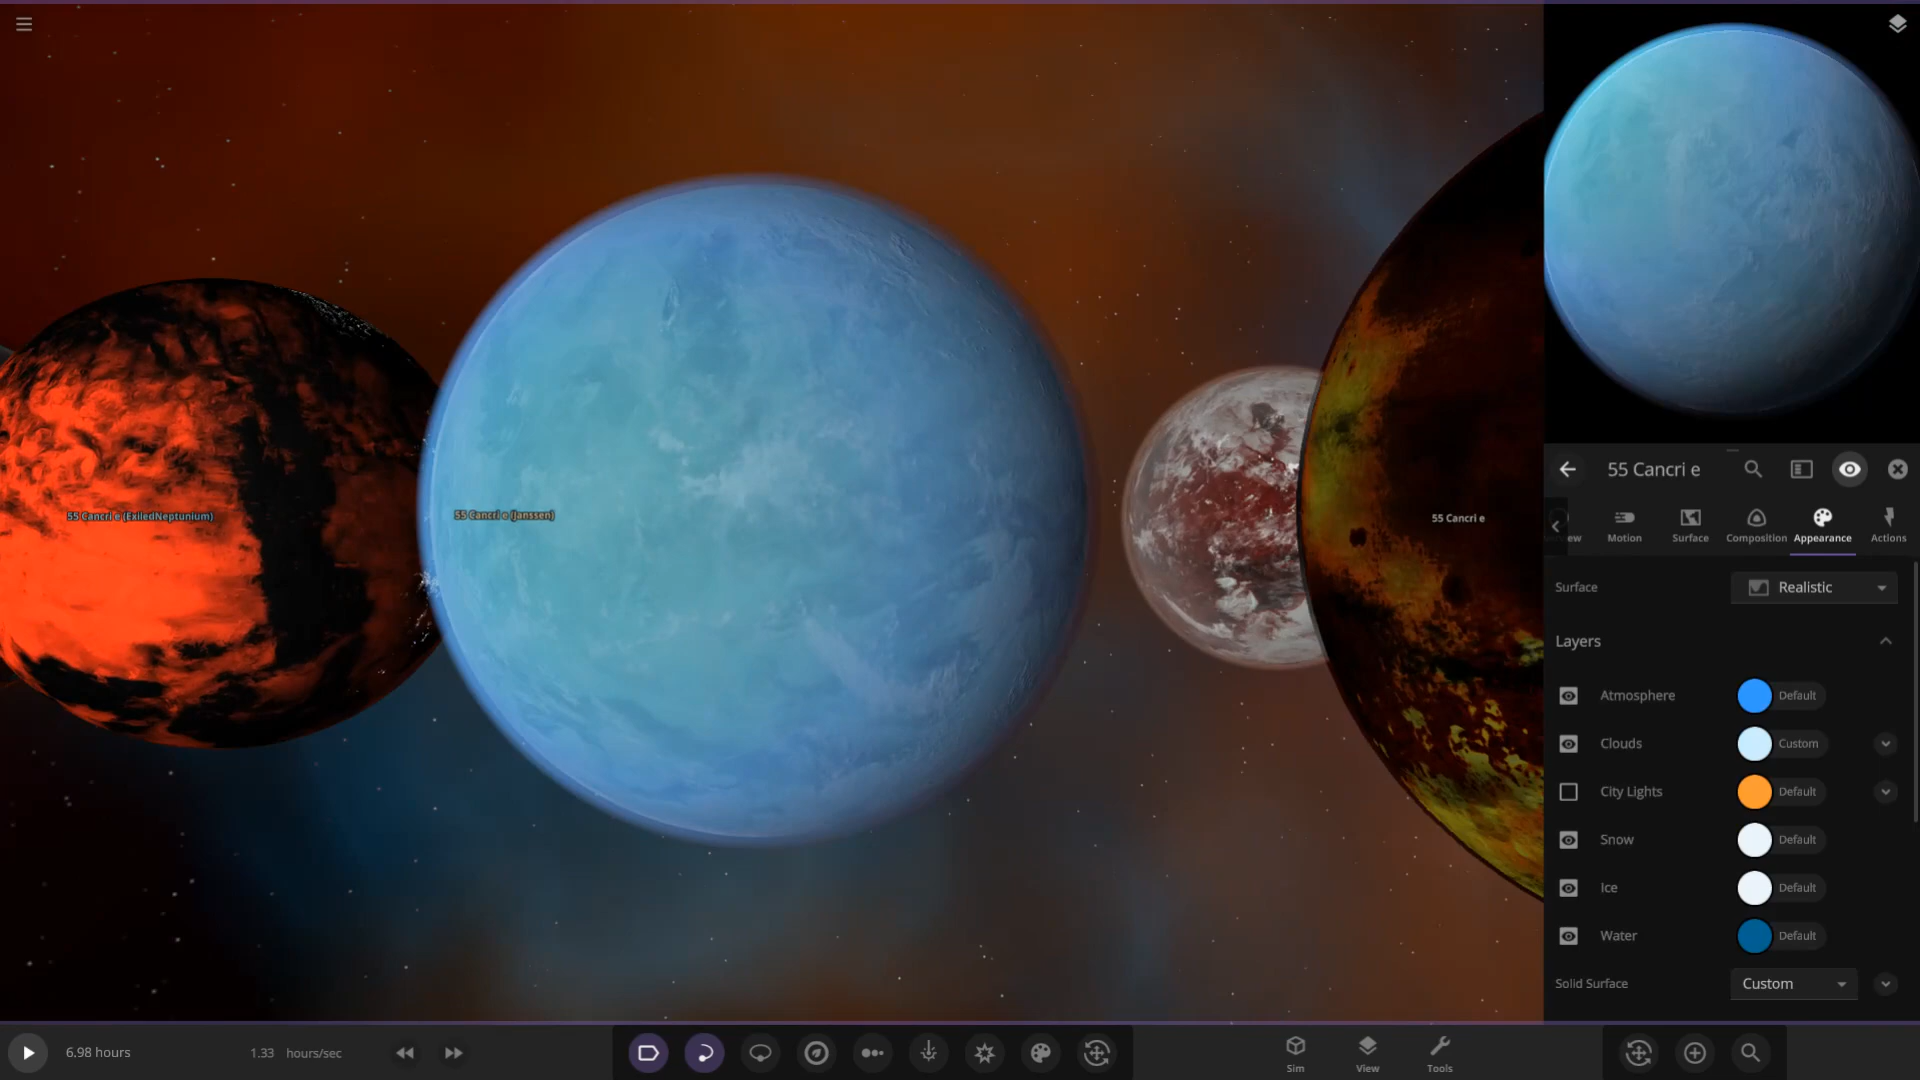 55 Cancri e (ExiledNeptunium)
55 Cancri e (Janssen)
55 Cancri e
55 Cancri e
ew
Motion
Surface
Composition
Appearance
Actions
Surface
Realistic
Layers
Atmosphere
Default
Clouds
Custom
City Lights
Default
Snow
Default
Ice
Default
Water
Default
Solid Surface
Custom
6.98 hours
1.33 hours/sec
Sim
View
Tools